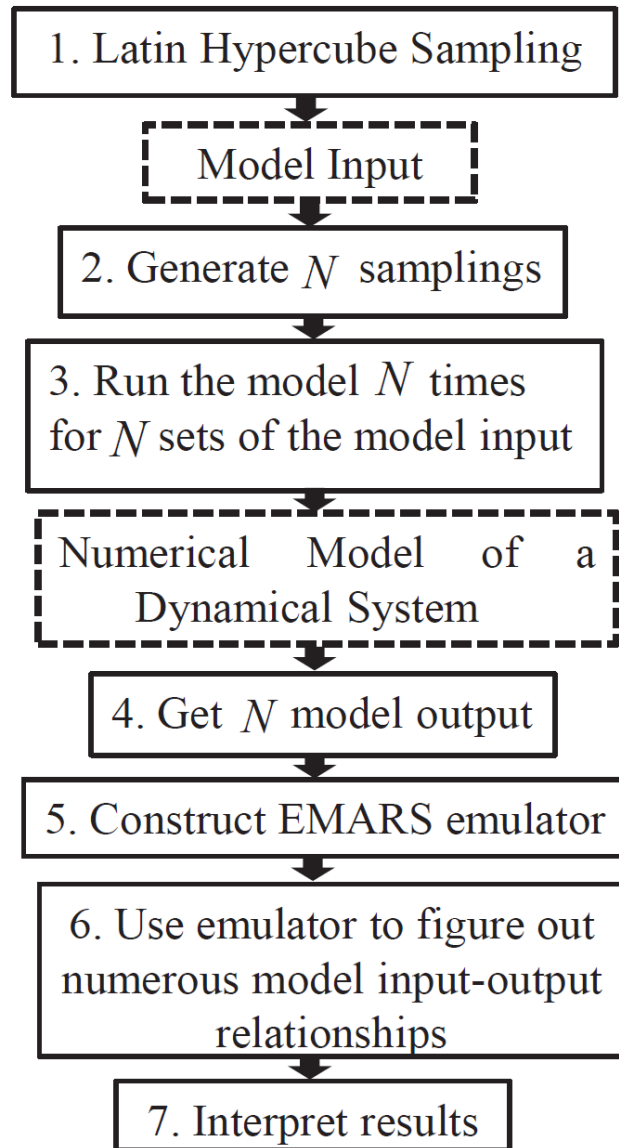 1. Latin Hypercube Sampling
Model Input
2. Generate N samplings
3. Run the model N times
for N sets of the model input
Numerical Model of a
Dynamical System
4. Get N model output
5. Construct EMARS emulator
6. Use emulator to figure out
numerous model input-output
relationships
7. Interpret results